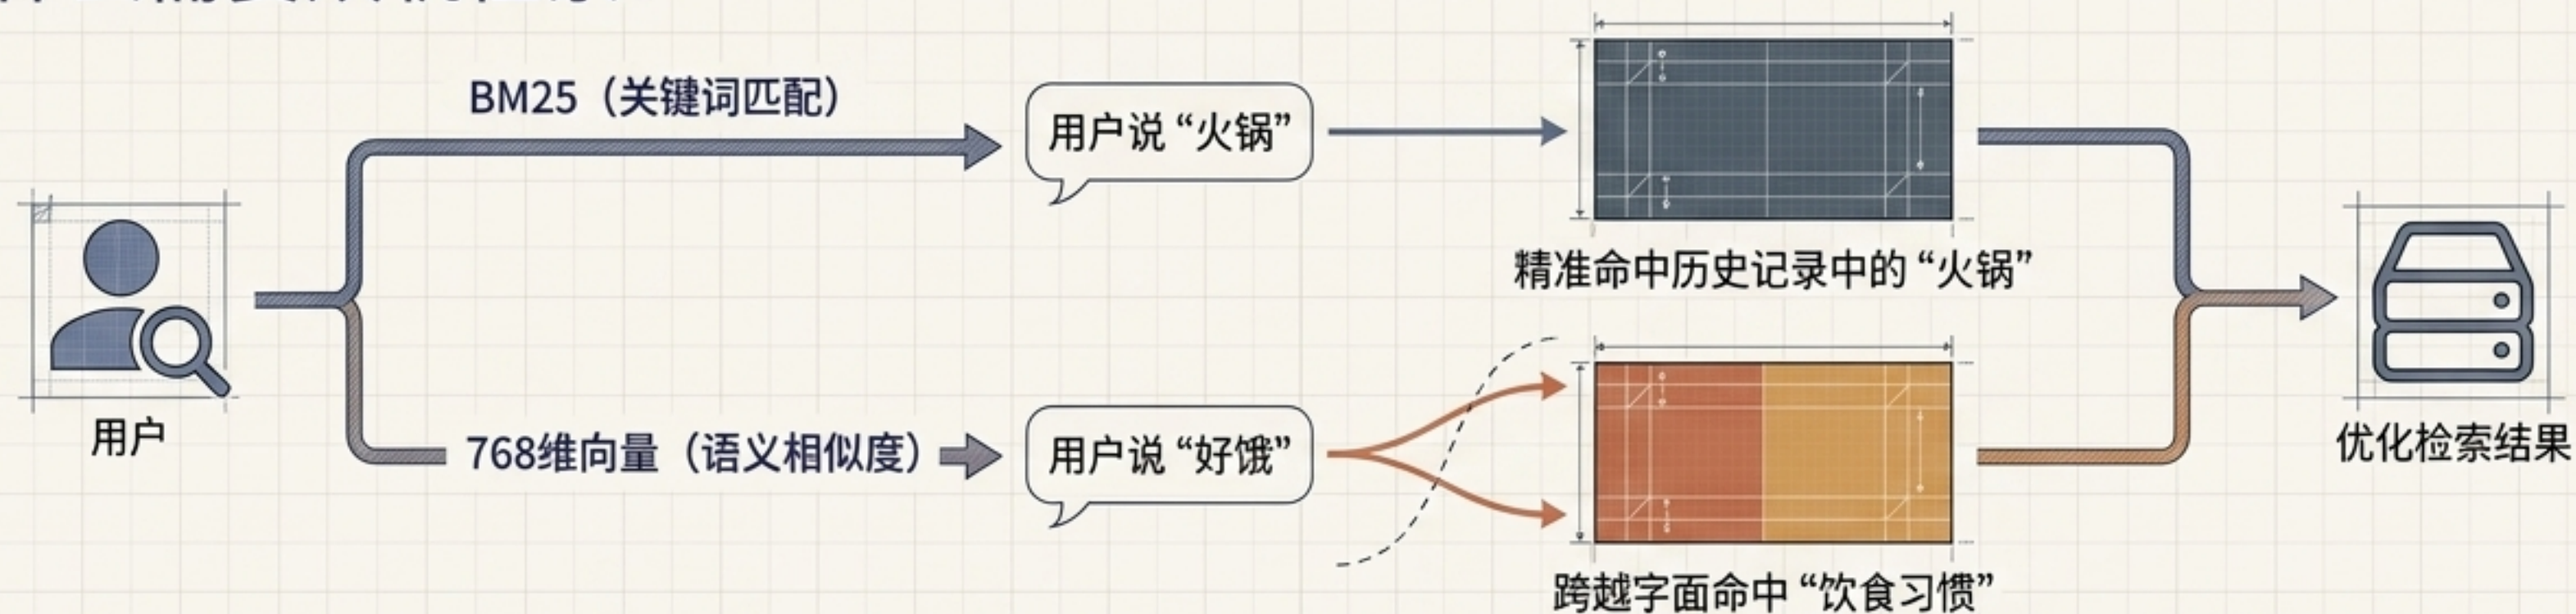 BM25（关键词匹配）
用户说“火锅”
精准命中历史记录中的“火锅”
用户
768维向量（语义相似度）
用户说“好饿”
跨越字面命中“饮食习惯”
优化检索结果